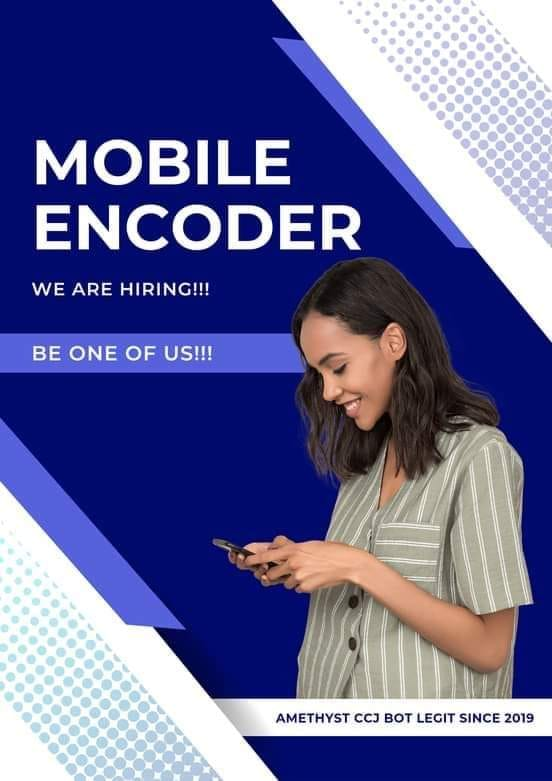 MOBILE
ENCODER
WE ARE HIRING!!!
BE ONE OF US!!!
AMETHYST CCJ BOT LEGIT SINCE 2019